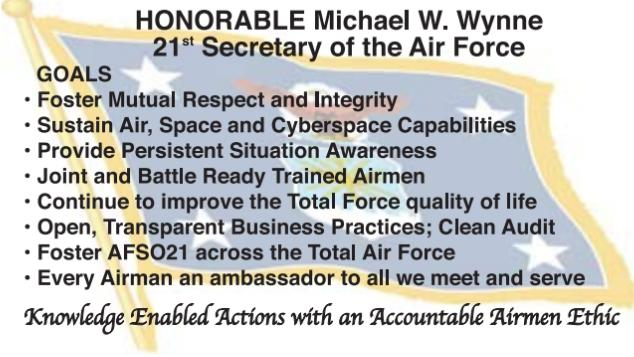 HONORABLE Michael W. Wynne
21st Secretary of the Air Force
GOALS
• Foster Mutual Respect and Integrity
• Sustain Air, Space and Cyberspace Capabilities
• Provide Persistent Situation Awareness
• Joint and Battle Ready Trained Airmen
• Continue to improve the Total Force quality of life
• Open, Transparent Business Practices; Clean Audit
• Foster AFSO21 across the Total Air Force
• Every Airman an ambassador to all we meet and serve
Knowledge Enabled Actions with an Accountable Airmen Ethic